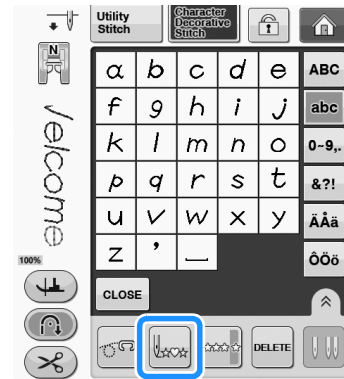 Utility Stitch
Character Decorative Stitch
N
a b c d e ABC
f g h i j abc
k l m n o 0~9,.
p q r s t &?!
u v w x y ÄÅä
z ’ _ ÔÖö
Welcome
100%
CLOSE
DELETE